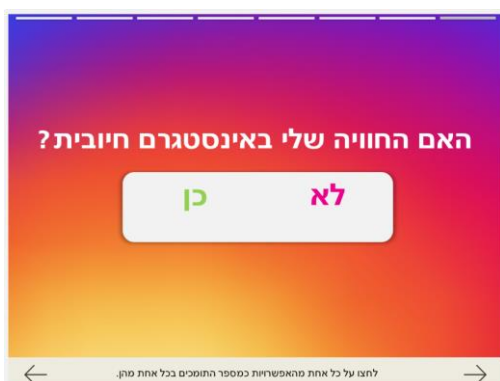 האם החוויה שלי באינסטגרם חיובית?
לא כן
לחצו על כל אחת מהאפשרויות כמספר התומכים בכל אחת מהן.